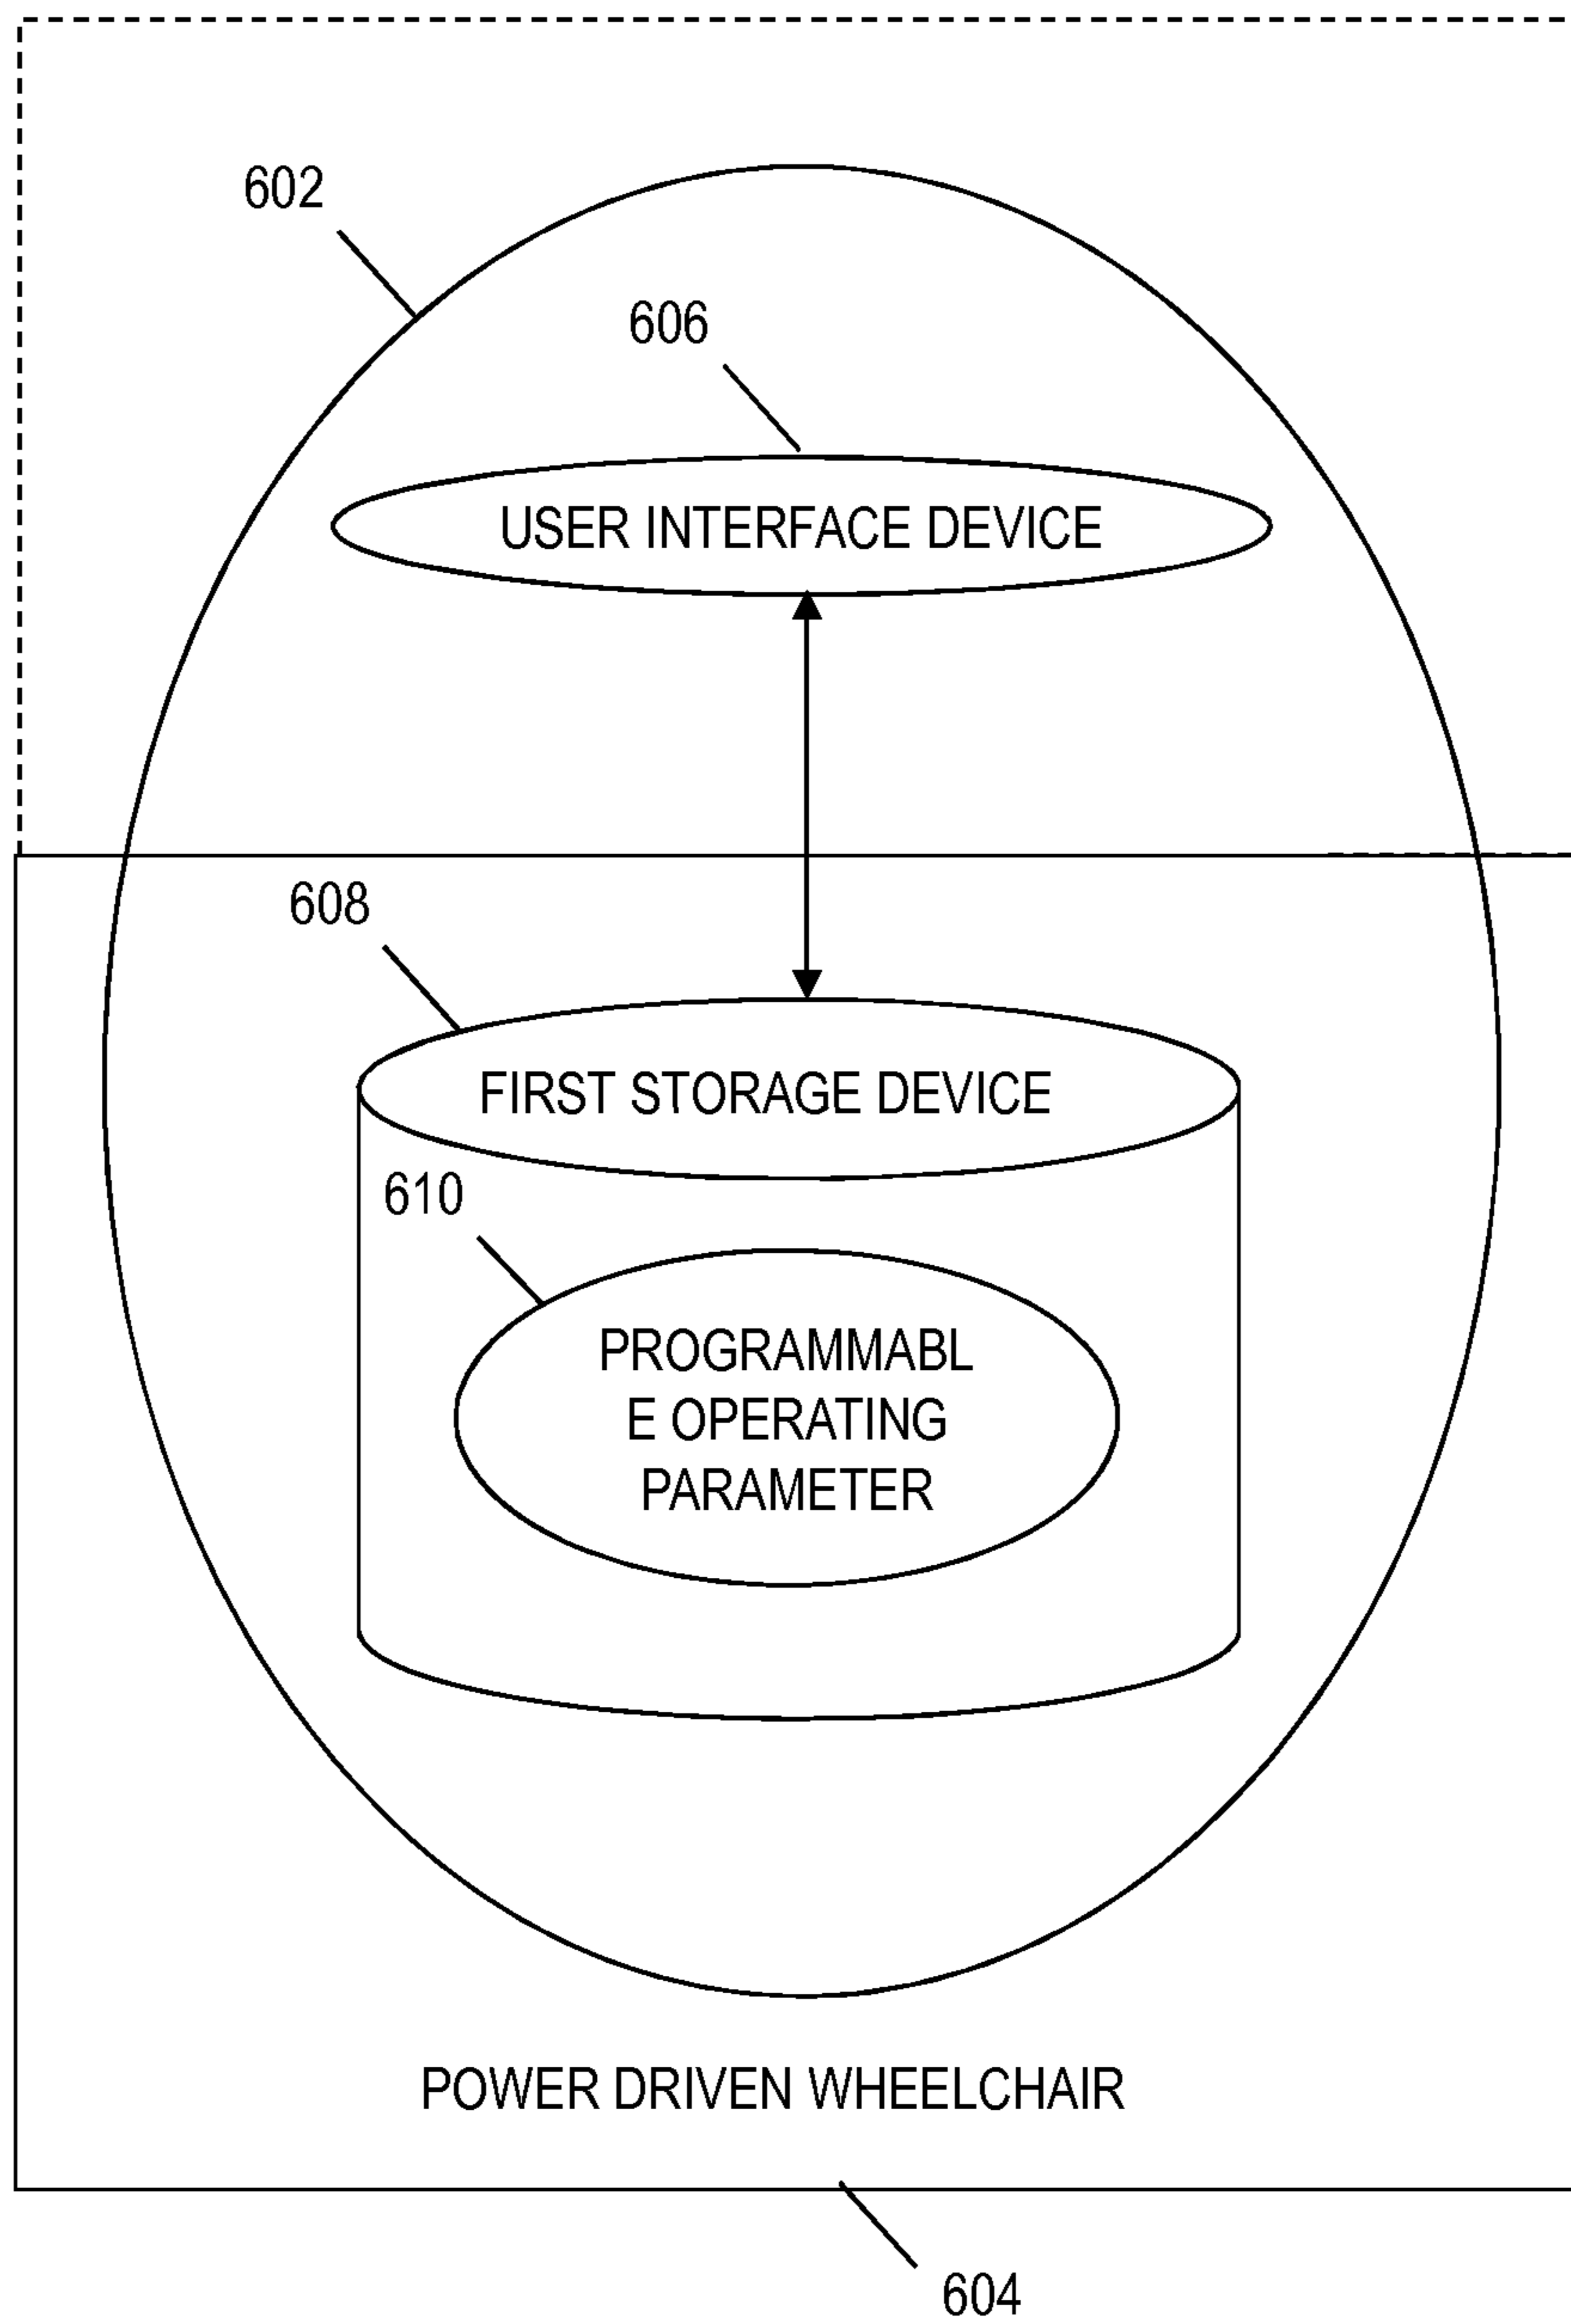 602
606
USER INTERFACE DEVICE
608
FIRST STORAGE DEVICE
610
PROGRAMMABL
E OPERATING
PARAMETER
POWER DRIVEN WHEELCHAIR
604